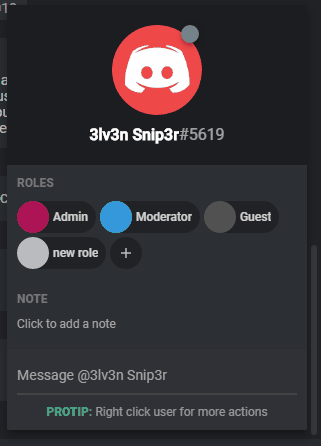 3lv3n Snip3r#5619
ROLES
Admin Moderator Guest
new role +
NOTE
Click to add a note
Message @3lv3n Snip3r
PROTIP: Right click user for more actions